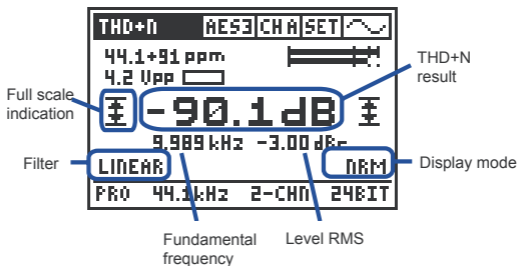 THD+N AES3 CH A SET
44.1+91 ppm
4.2 Vpp
-90.1 dB
9.989 kHz -3.00 dBr
LINEAR NRM
PRO 44.1kHz 2-CHN 24BIT
THD+N
result
Full scale
indication
Filter
Display mode
Fundamental
frequency
Level RMS